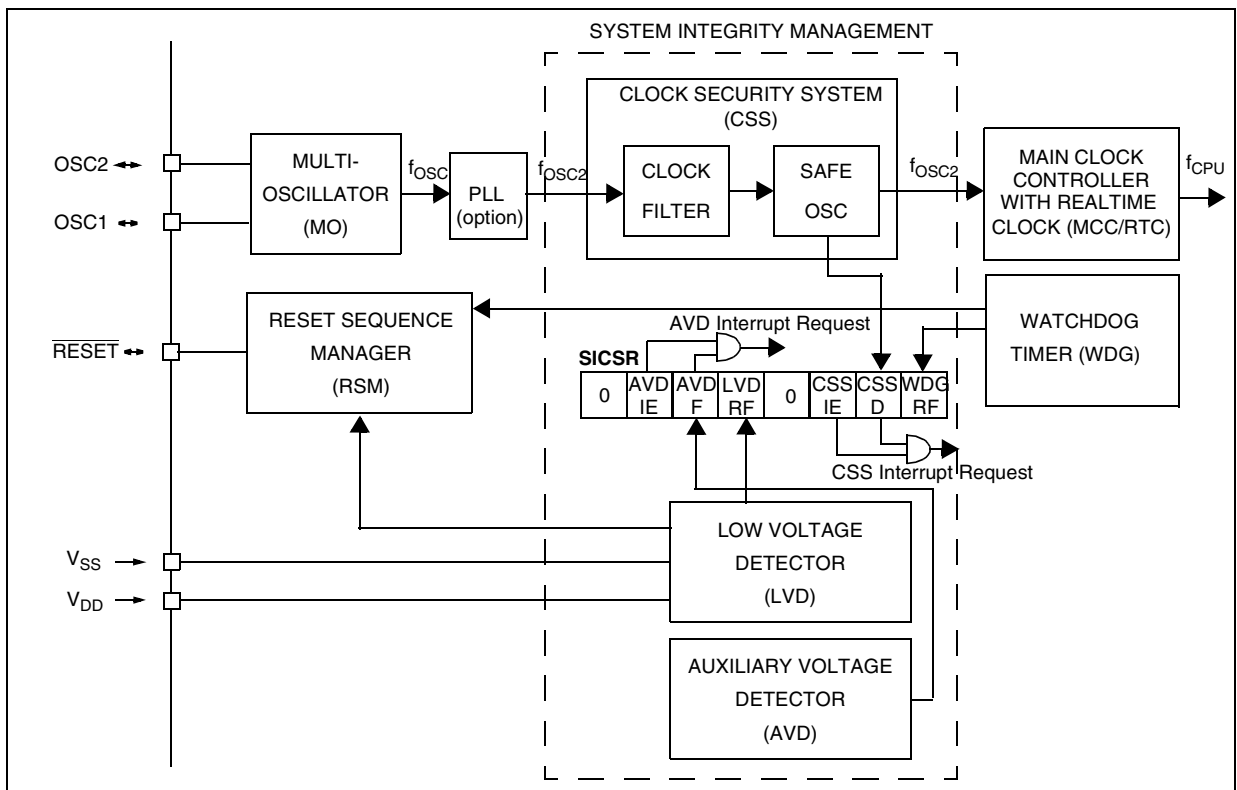 SYSTEM INTEGRITY MANAGEMENT
CLOCK SECURITY SYSTEM
(CSS)
OSC2
OSC1
MULTI-
OSCILLATOR
(MO)
fOSC
PLL
(option)
fOSC2
CLOCK
FILTER
SAFE
OSC
fOSC2
MAIN CLOCK
CONTROLLER
WITH REALTIME
CLOCK (MCC/RTC)
fCPU
RESET
RESET SEQUENCE
MANAGER
(RSM)
AVD Interrupt Request
WATCHDOG
TIMER (WDG)
SICSR
0
AVD
IE
AVD
F
LVD
RF
0
CSS
IE
CSS
D
WDG
RF
CSS Interrupt Request
VSS
VDD
LOW VOLTAGE
DETECTOR
(LVD)
AUXILIARY VOLTAGE
DETECTOR
(AVD)